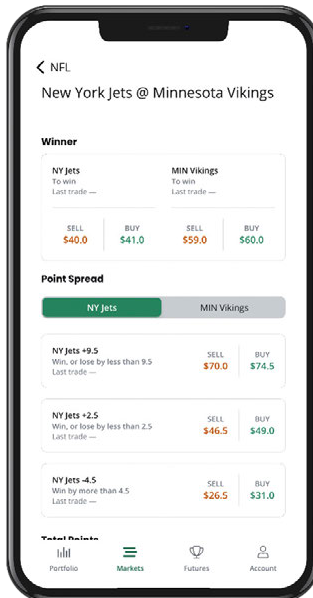 NFL
New York Jets @ Minnesota Vikings
Winner
NY Jets
To win
Last trade —
SELL BUY
$40.0 $41.0
MIN Vikings
To win
Last trade —
SELL BUY
$59.0 $60.0
Point Spread
NY Jets MIN Vikings
NY Jets +9.5
Win, or lose by less than 9.5
Last trade —
SELL BUY
$70.0 $74.5
NY Jets +2.5
Win, or lose by less than 2.5
Last trade —
SELL BUY
$46.5 $49.0
NY Jets -4.5
Win by more than 4.5
Last trade —
SELL BUY
$26.5 $31.0
Total Points
Portfolio Markets Futures Account